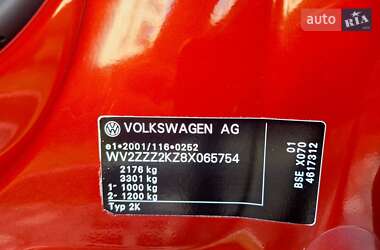 auto RIA
VOLKSWAGEN AG
e1*2001/116*0252
WV2ZZZ2KZ8X065754
2176 kg
3301 kg
1- 1000 kg
2- 1200 kg
Typ 2K
01
BSE X070
4617312